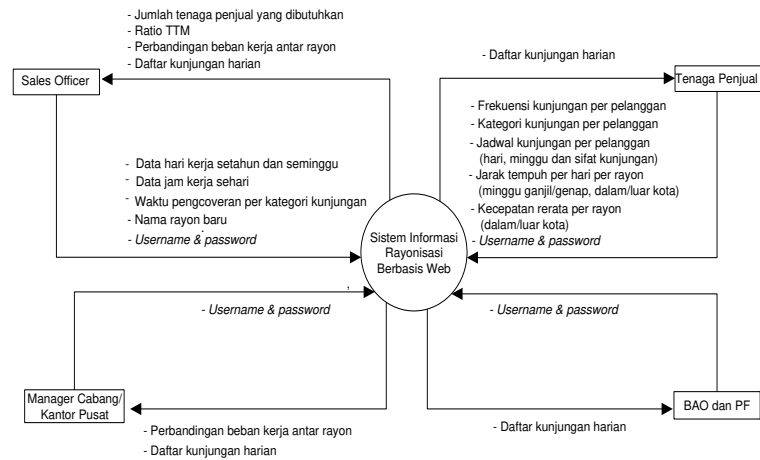 - Jumlah tenaga penjual yang dibutuhkan
- Ratio TTM
- Perbandingan beban kerja antar rayon
- Daftar kunjungan harian
- Daftar kunjungan harian
Sales Officer
Tenaga Penjual
- Data hari kerja setahun dan seminggu
- Data jam kerja sehari
- Waktu pengcoveran per kategori kunjungan
- Nama rayon baru
- Username & password
- Frekuensi kunjungan per pelanggan
- Kategori kunjungan per pelanggan
- Jadwal kunjungan per pelanggan
(hari, minggu dan sifat kunjungan)
- Jarak tempuh per hari per rayon
(minggu ganjil/genap, dalam/luar kota)
- Kecepatan rerata per rayon
(dalam/luar kota)
- Username & password
Sistem Informasi
Rayonisasi
Berbasis Web
- Username & password
- Username & password
Manager Cabang/
Kantor Pusat
BAO dan PF
- Perbandingan beban kerja antar rayon
- Daftar kunjungan harian
- Daftar kunjungan harian